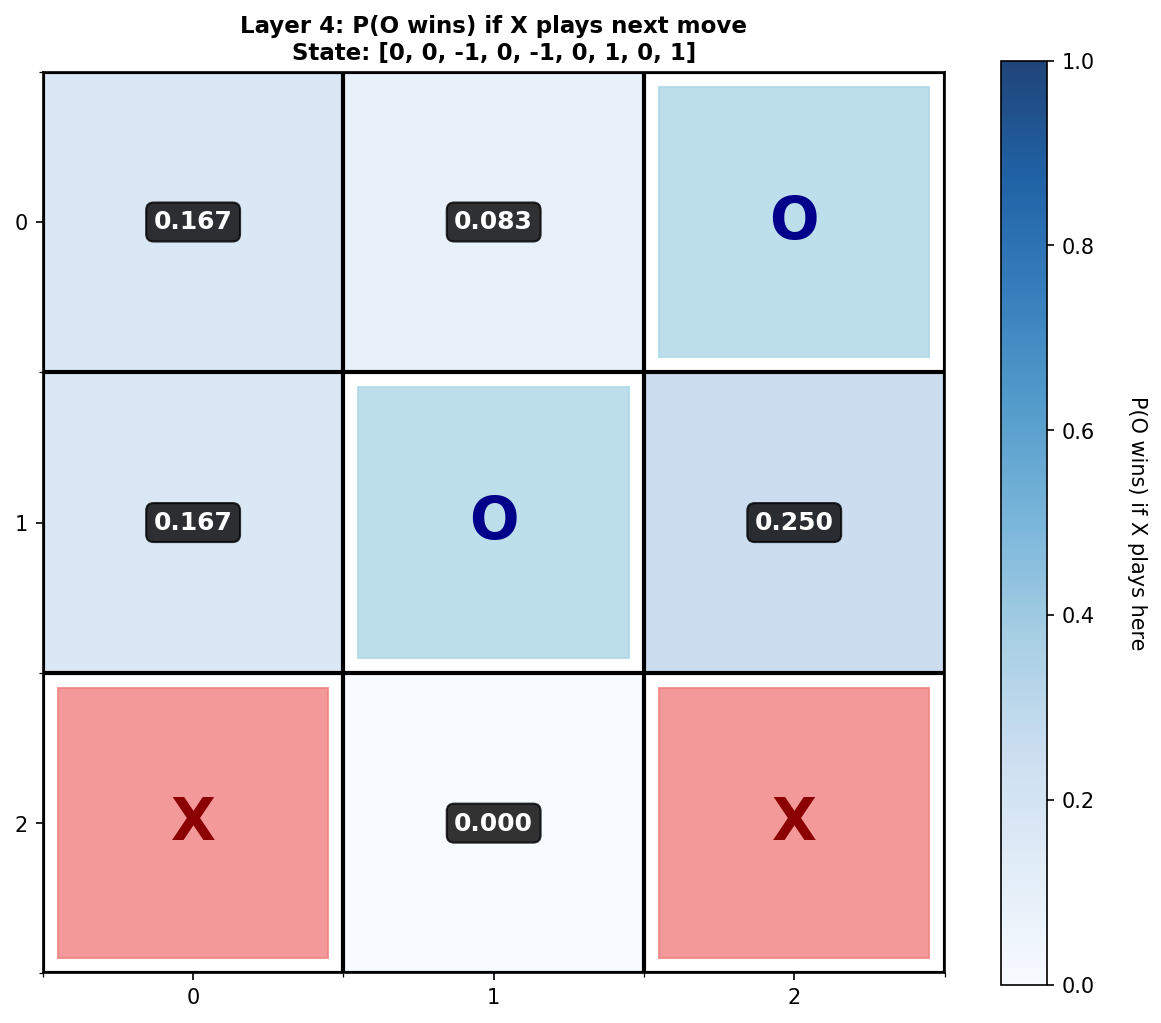 Layer 4: P(O wins) if X plays next move
State: [0, 0, -1, 0, -1, 0, 1, 0, 1]
0
0.167
0.083
O
1
0.167
O
0.250
2
X
0.000
X
0
1
2
1.0
0.8
0.6
0.4
0.2
0.0
P(O wins) if X plays here